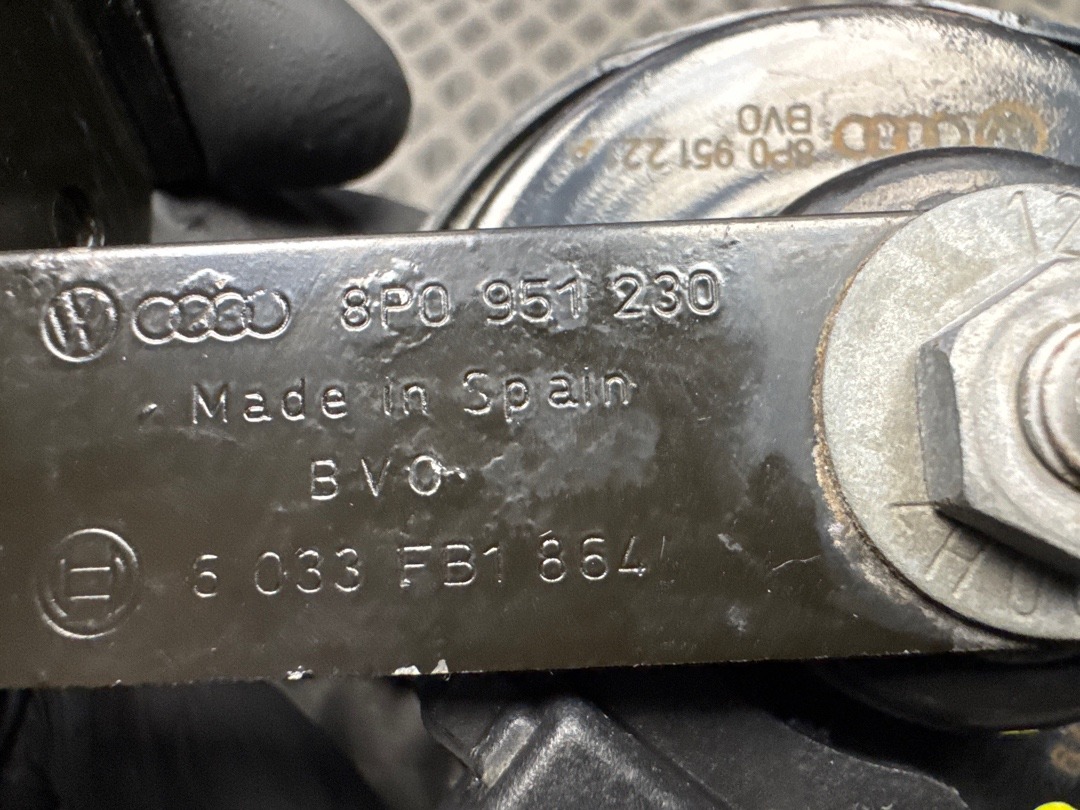 8P0 951 230
Made in Spain
BVO
6 033 FB1 864
8P0 951 22
BVO